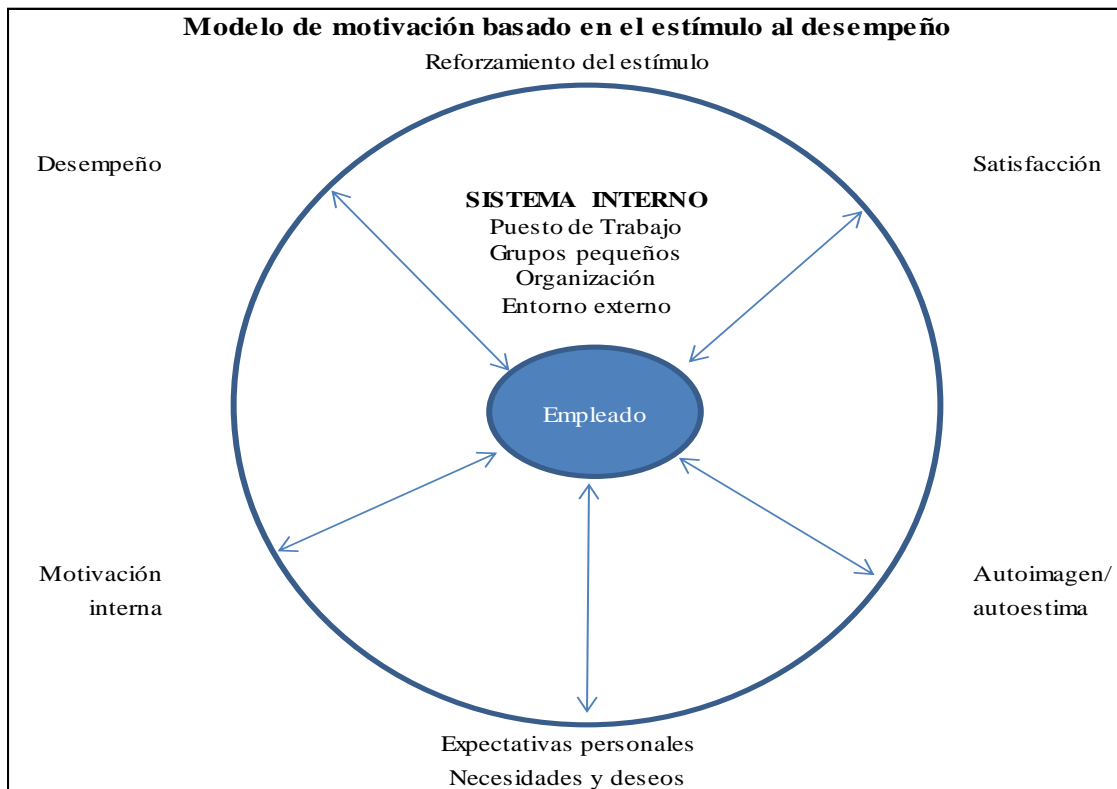 Modelo de motivación basado en el estímulo al desempeño
Reforzamiento del estímulo
Desempeño
Satisfacción
SISTEMA INTERNO
Puesto de Trabajo
Grupos pequeños
Organización
Entorno externo
Empleado
Motivación
interna
Autoimagen/
autoestima
Expectativas personales
Necesidades y deseos